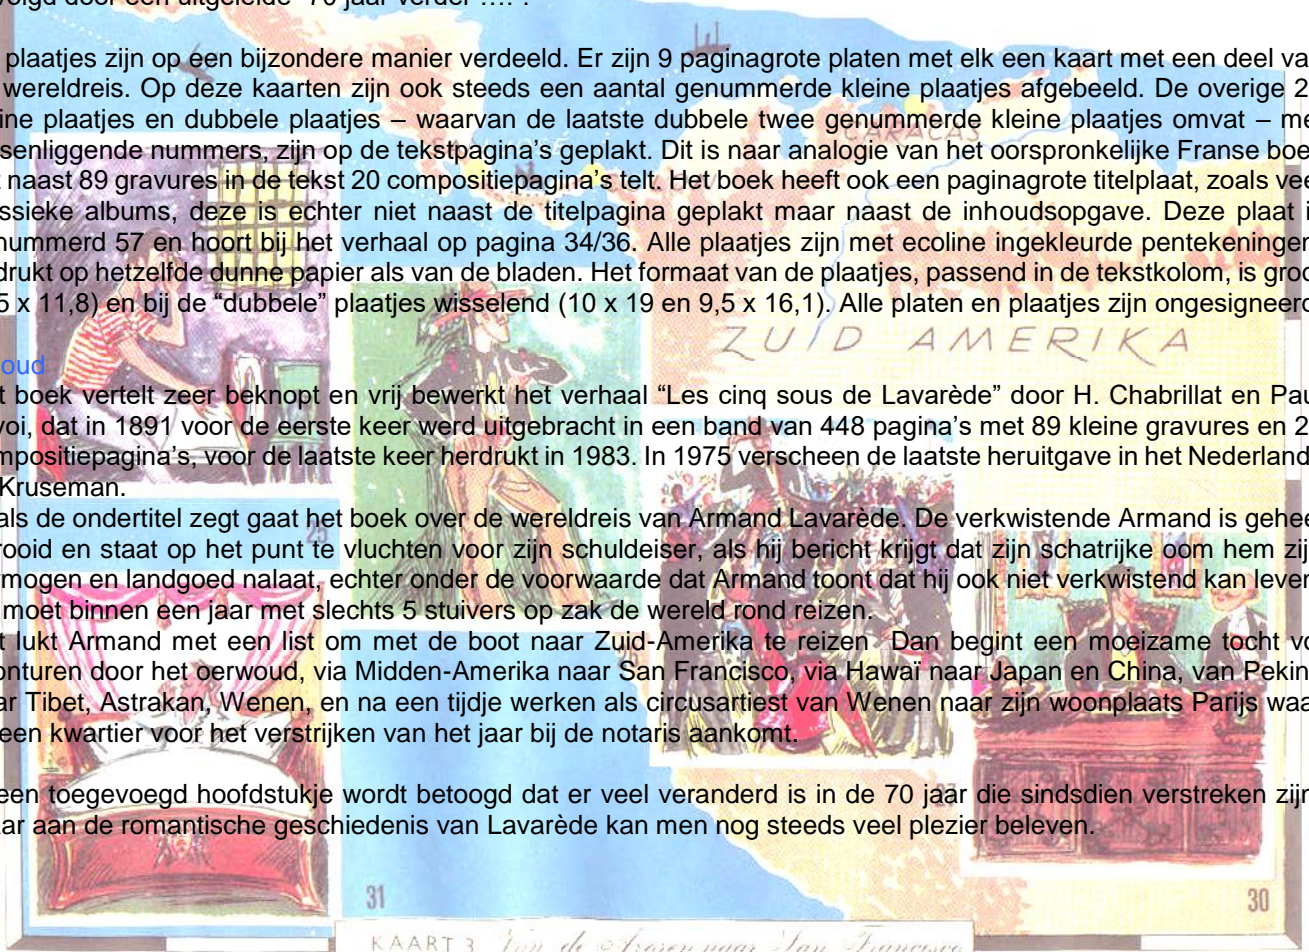 volgd door een uitgeleide "70 jaar verder ....".
plaatjes zijn op een bijzondere manier verdeeld. Er zijn 9 paginagrote platen met elk een kaart met een deel va
wereldreis. Op deze kaarten zijn ook steeds een aantal genummerde kleine plaatjes afgebeeld. De overige 2
ine plaatjes en dubbele plaatjes – waarvan de laatste dubbele twee genummerde kleine plaatjes omvat – me
ssenliggende nummers, zijn op de tekstpagina's geplakt. Dit is naar analogie van het oorspronkelijke Franse boe
t naast 89 gravures in de tekst 20 compositiepagina's telt. Het boek heeft ook een paginagrote titelplaat, zoals vee
ssieke albums, deze is echter niet naast de titelpagina geplakt maar naast de inhoudsopgave. Deze plaat i
nummerd 57 en hoort bij het verhaal op pagina 34/36. Alle plaatjes zijn met ecoline ingekleurde pentekeningen
drukt op hetzelfde dunne papier als van de bladen. Het formaat van de plaatjes, passend in de tekstkolom, is groo
5 x 11,8) en bij de "dubbele" plaatjes wisselend (10 x 19 en 9,5 x 16,1). Alle platen en plaatjes zijn ongesigneerd
oud
t boek vertelt zeer beknopt en vrij bewerkt het verhaal "Les cinq sous de Lavarède" door H. Chabrillat en Pau
voi, dat in 1891 voor de eerste keer werd uitgebracht in een band van 448 pagina's met 89 kleine gravures en 2
mpositiepagina's, voor de laatste keer herdrukt in 1983. In 1975 verscheen de laatste heruitgave in het Nederland
Kruseman.
als de ondertitel zegt gaat het boek over de wereldreis van Armand Lavarède. De verkwistende Armand is gehee
rooid en staat op het punt te vluchten voor zijn schuldeiser, als hij bericht krijgt dat zijn schatrijke oom hem zij
rmogen en landgoed nalaat, echter onder de voorwaarde dat Armand toont dat hij ook niet verkwistend kan leven
moet binnen een jaar met slechts 5 stuivers op zak de wereld rond reizen.
t lukt Armand met een list om met de boot naar Zuid-Amerika te reizen Dan begint een moeizame tocht vo
onturen door het oerwoud, via Midden-Amerika naar San Francisco, via Hawaï naar Japan en China, van Pekin
ar Tibet, Astrakan, Wenen, en na een tijdje werken als circusartiest van Wenen naar zijn woonplaats Parijs waa
een kwartier voor het verstrijken van het jaar bij de notaris aankomt.
een toegevoegd hoofdstukje wordt betoogd dat er veel veranderd is in de 70 jaar die sindsdien verstreken zijn
ar aan de romantische geschiedenis van Lavarède kan men nog steeds veel plezier beleven.
CARACAS
ZUID AMERIKA
31
30
KAART 3 Van de Azoren naar San Francisco